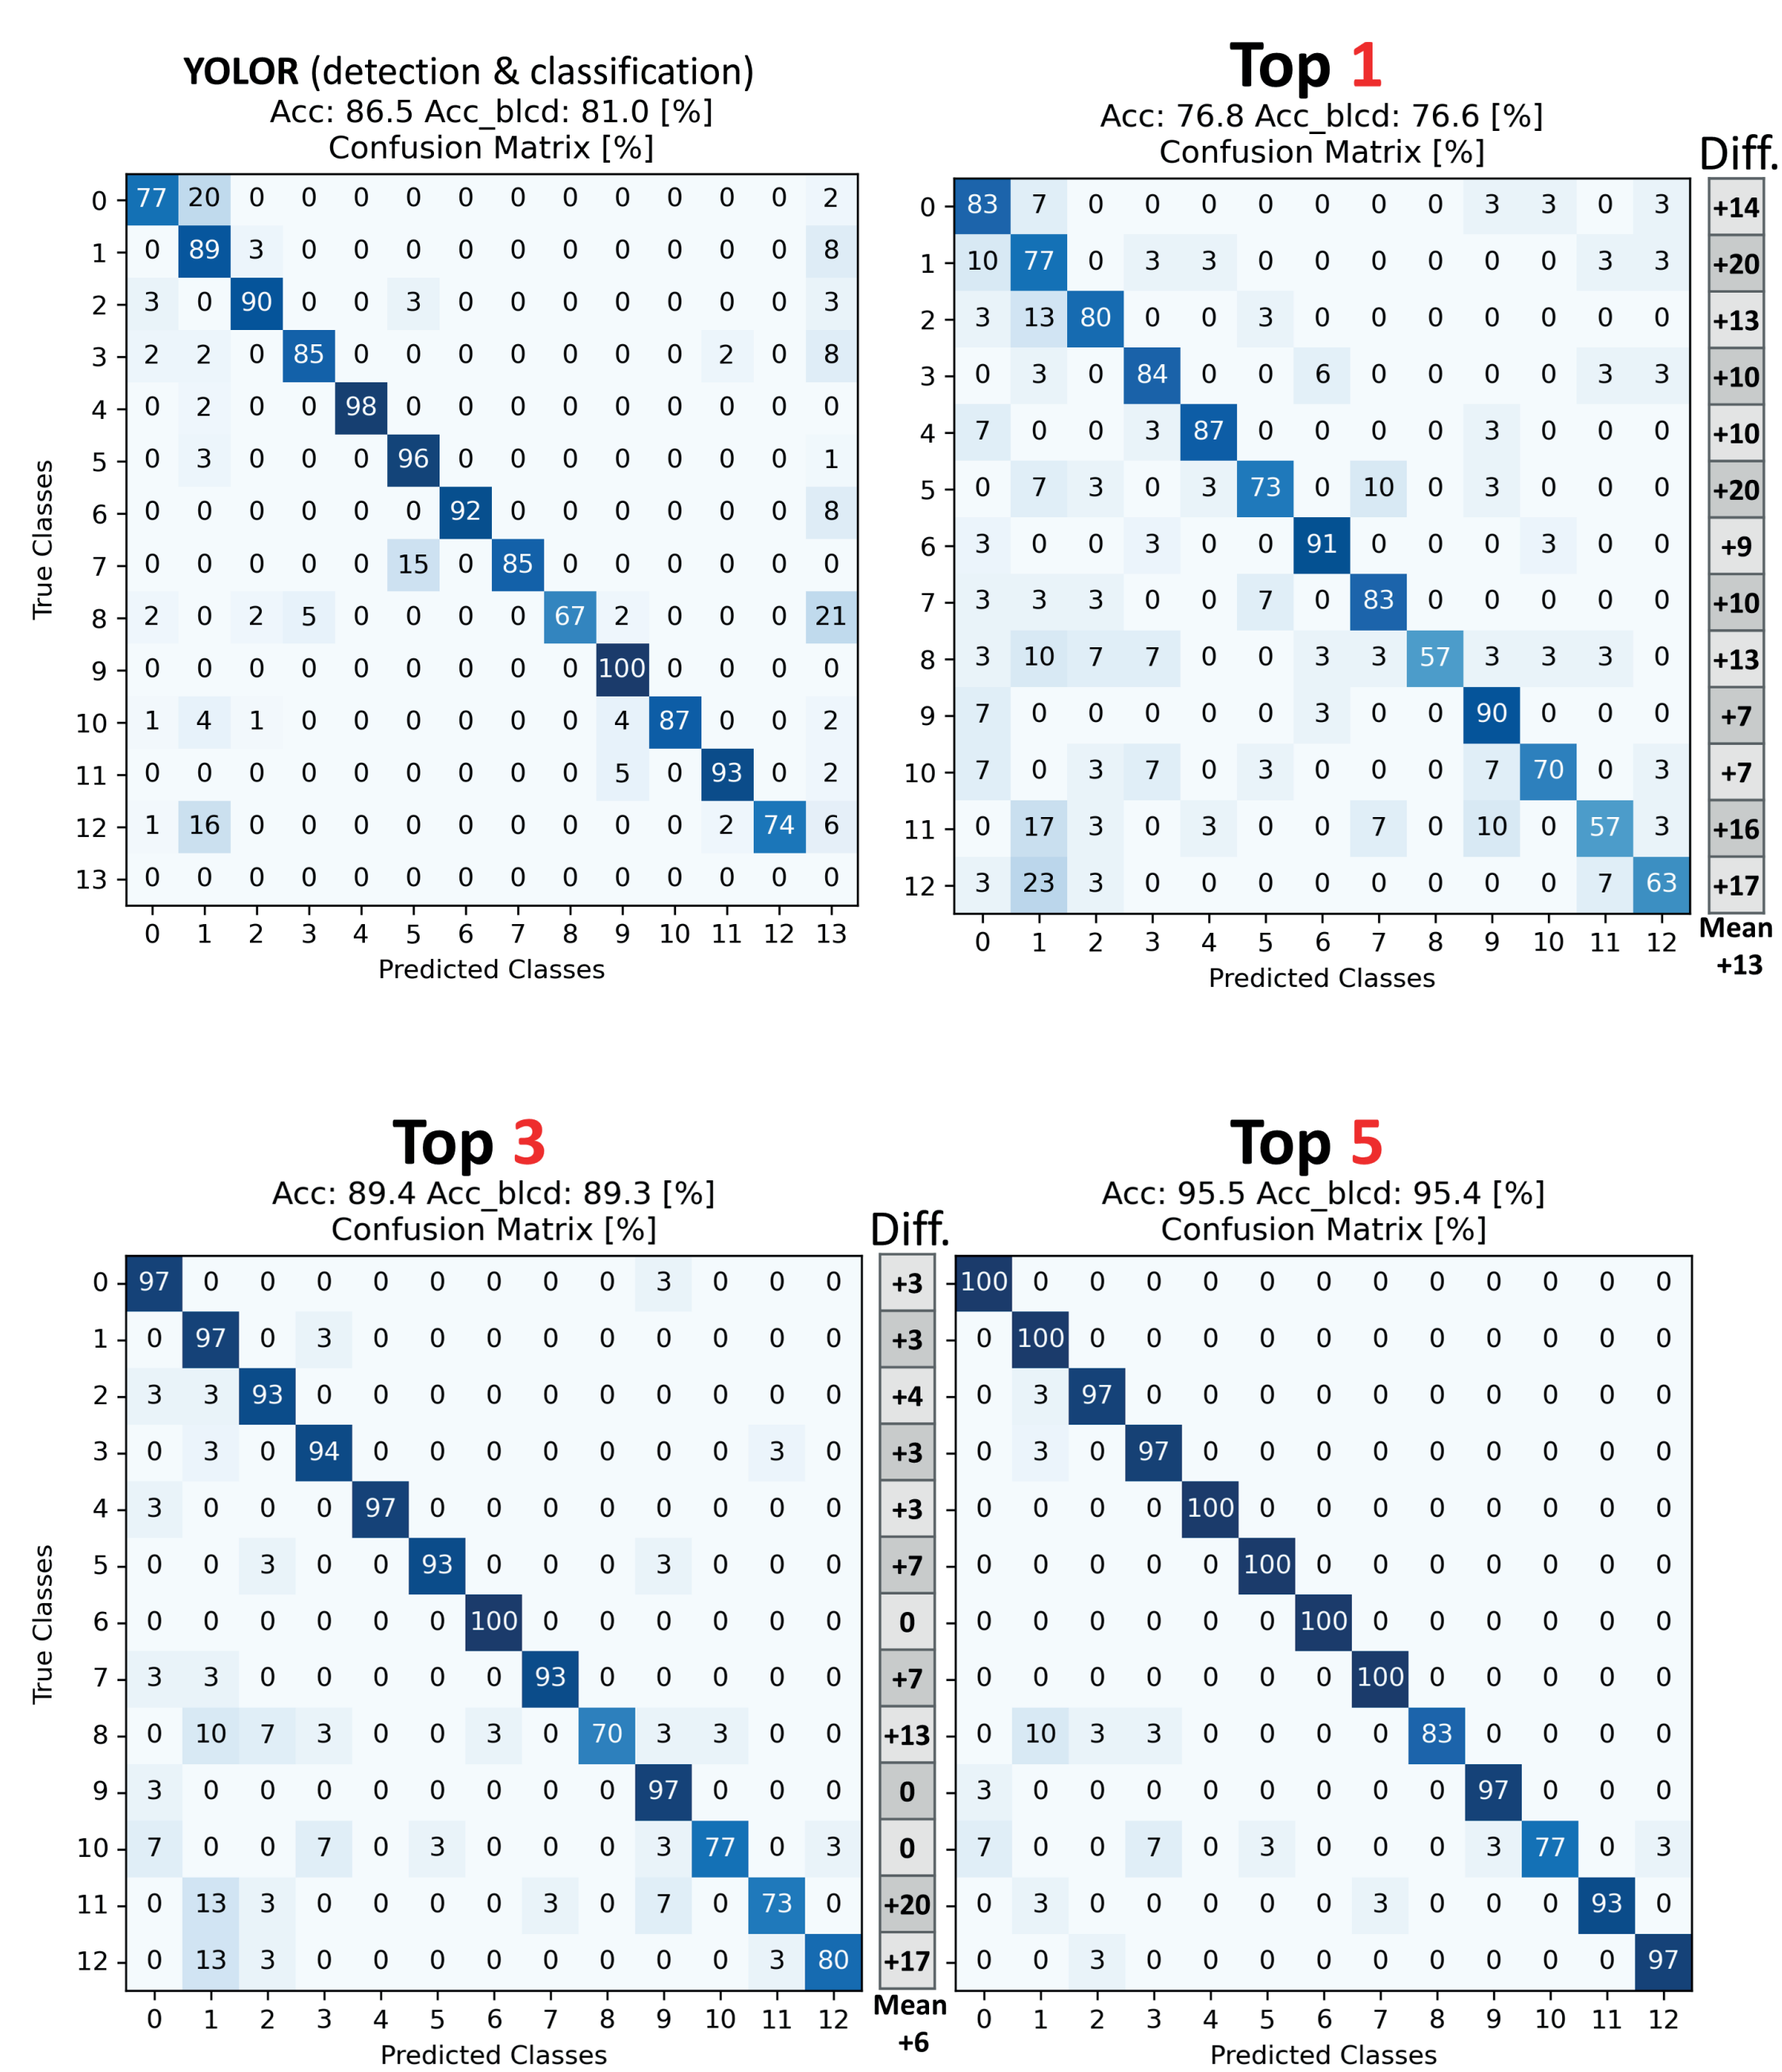 YOLOR (detection & classification)
Acc: 86.5 Acc_blcd: 81.0 [%]
Confusion Matrix [%]
True Classes
0 77 20 0 0 0 0 0 0 0 0 0 0 0 2
1 0 89 3 0 0 0 0 0 0 0 0 0 0 8
2 3 0 90 0 0 3 0 0 0 0 0 0 0 3
3 2 2 0 85 0 0 0 0 0 0 0 2 0 8
4 0 2 0 0 98 0 0 0 0 0 0 0 0 0
5 0 3 0 0 0 96 0 0 0 0 0 0 0 1
6 0 0 0 0 0 0 92 0 0 0 0 0 0 8
7 0 0 0 0 0 15 0 85 0 0 0 0 0 0
8 2 0 2 5 0 0 0 0 67 2 0 0 0 21
9 0 0 0 0 0 0 0 0 0 100 0 0 0 0
10 1 4 1 0 0 0 0 0 0 4 87 0 0 2
11 0 0 0 0 0 0 0 0 0 5 0 93 0 2
12 1 16 0 0 0 0 0 0 0 0 0 2 74 6
13 0 0 0 0 0 0 0 0 0 0 0 0 0 0
0 1 2 3 4 5 6 7 8 9 10 11 12 13
Predicted Classes
Top 1
Acc: 76.8 Acc_blcd: 76.6 [%]
Confusion Matrix [%]
Diff.
0 83 7 0 0 0 0 0 0 0 3 3 0 3 +14
1 10 77 0 3 3 0 0 0 0 0 0 3 3 +20
2 3 13 80 0 0 3 0 0 0 0 0 0 0 +13
3 0 3 0 84 0 0 6 0 0 0 0 3 3 +10
4 7 0 0 3 87 0 0 0 0 3 0 0 0 +10
5 0 7 3 0 3 73 0 10 0 3 0 0 0 +20
6 3 0 0 3 0 0 91 0 0 0 3 0 0 +9
7 3 3 3 0 0 7 0 83 0 0 0 0 0 +10
8 3 10 7 7 0 0 3 3 57 3 3 3 0 +13
9 7 0 0 0 0 0 3 0 0 90 0 0 0 +7
10 7 0 3 7 0 3 0 0 0 7 70 0 3 +7
11 0 17 3 0 3 0 0 7 0 10 0 57 3 +16
12 3 23 3 0 0 0 0 0 0 0 0 7 63 +17
0 1 2 3 4 5 6 7 8 9 10 11 12
Predicted Classes
Mean
+13
Top 3
Acc: 89.4 Acc_blcd: 89.3 [%]
Confusion Matrix [%]
Diff.
True Classes
0 97 0 0 0 0 0 0 0 0 3 0 0 0 +3
1 0 97 0 3 0 0 0 0 0 0 0 0 0 +3
2 3 3 93 0 0 0 0 0 0 0 0 0 0 +4
3 0 3 0 94 0 0 0 0 0 0 0 3 0 +3
4 3 0 0 0 97 0 0 0 0 0 0 0 0 +3
5 0 0 3 0 0 93 0 0 0 3 0 0 0 +7
6 0 0 0 0 0 0 100 0 0 0 0 0 0 0
7 3 3 0 0 0 0 0 93 0 0 0 0 0 +7
8 0 10 7 3 0 0 3 0 70 3 3 0 0 +13
9 3 0 0 0 0 0 0 0 0 97 0 0 0 0
10 7 0 0 7 0 3 0 0 0 3 77 0 3 0
11 0 13 3 0 0 0 0 3 0 7 0 73 0 +20
12 0 13 3 0 0 0 0 0 0 0 0 3 80 +17
0 1 2 3 4 5 6 7 8 9 10 11 12
Predicted Classes
Mean
+6
Top 5
Acc: 95.5 Acc_blcd: 95.4 [%]
Confusion Matrix [%]
100 0 0 0 0 0 0 0 0 0 0 0 0
0 100 0 0 0 0 0 0 0 0 0 0 0
0 3 97 0 0 0 0 0 0 0 0 0 0
0 3 0 97 0 0 0 0 0 0 0 0 0
0 0 0 0 100 0 0 0 0 0 0 0 0
0 0 0 0 0 100 0 0 0 0 0 0 0
0 0 0 0 0 0 100 0 0 0 0 0 0
0 0 0 0 0 0 0 100 0 0 0 0 0
0 10 3 3 0 0 0 0 83 0 0 0 0
3 0 0 0 0 0 0 0 0 97 0 0 0
7 0 0 7 0 3 0 0 0 3 77 0 3
0 3 0 0 0 0 0 3 0 0 0 93 0
0 0 3 0 0 0 0 0 0 0 0 0 97
0 1 2 3 4 5 6 7 8 9 10 11 12
Predicted Classes